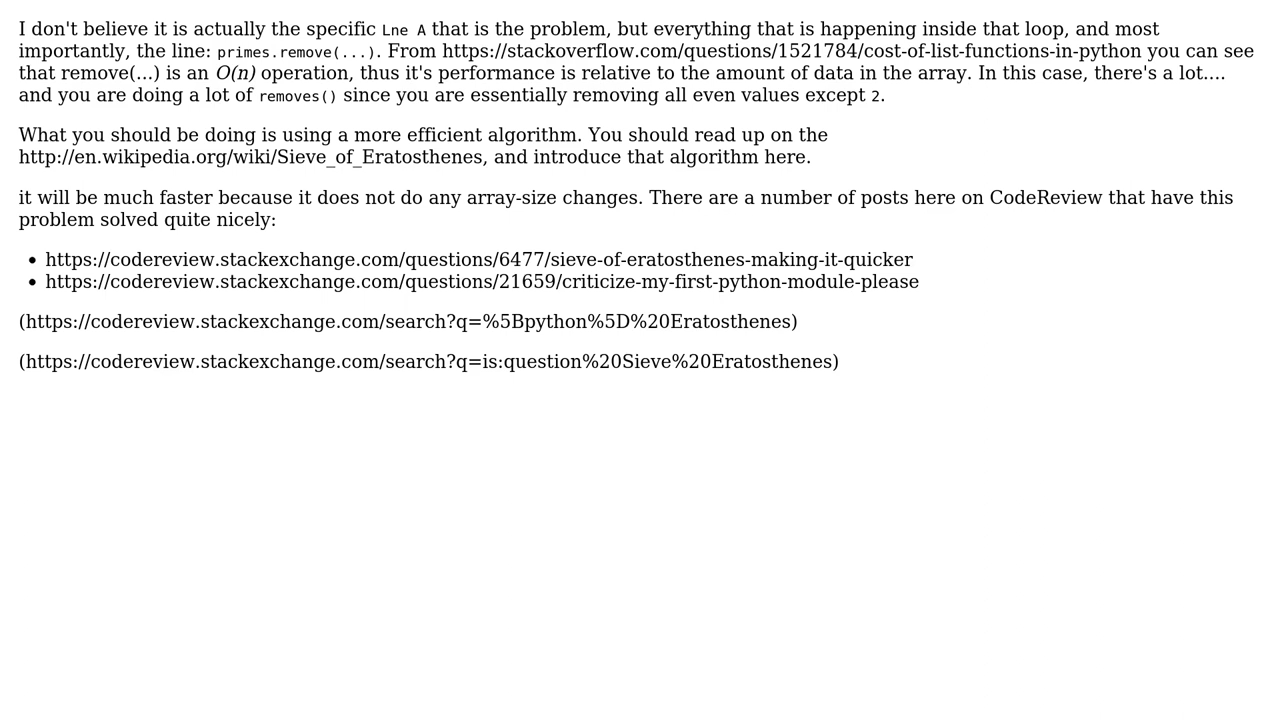 I don't believe it is actually the specific Lne A that is the problem, but everything that is happening inside that loop, and most
importantly, the line: primes.remove(...). From https://stackoverflow.com/questions/1521784/cost-of-list-functions-in-python you can see
that remove(...) is an O(n) operation, thus it's performance is relative to the amount of data in the array. In this case, there's a lot....
and you are doing a lot of removes() since you are essentially removing all even values except 2.
What you should be doing is using a more efficient algorithm. You should read up on the
http://en.wikipedia.org/wiki/Sieve_of_Eratosthenes, and introduce that algorithm here.
it will be much faster because it does not do any array-size changes. There are a number of posts here on CodeReview that have this
problem solved quite nicely:
• https://codereview.stackexchange.com/questions/6477/sieve-of-eratosthenes-making-it-quicker
• https://codereview.stackexchange.com/questions/21659/criticize-my-first-python-module-please
(https://codereview.stackexchange.com/search?q=%5Bpython%5D%20Eratosthenes)
(https://codereview.stackexchange.com/search?q=is:question%20Sieve%20Eratosthenes)